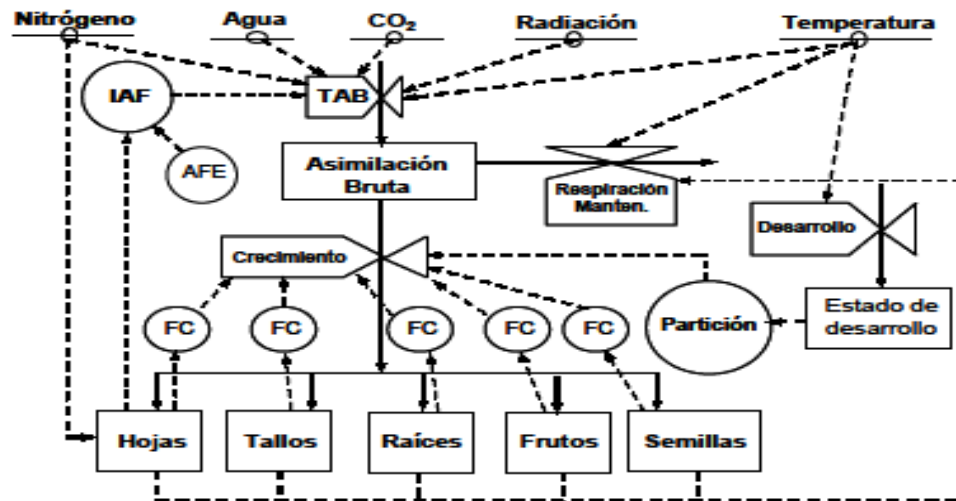 Nitrógeno Agua CO₂ Radiación Temperatura
IAF TAB
AFE
Asimilación
Bruta
Respiración
Manten.
Desarrollo
Crecimiento
FC FC FC FC FC
Partición
Estado de
desarrollo
Hojas Tallos Raíces Frutos Semillas